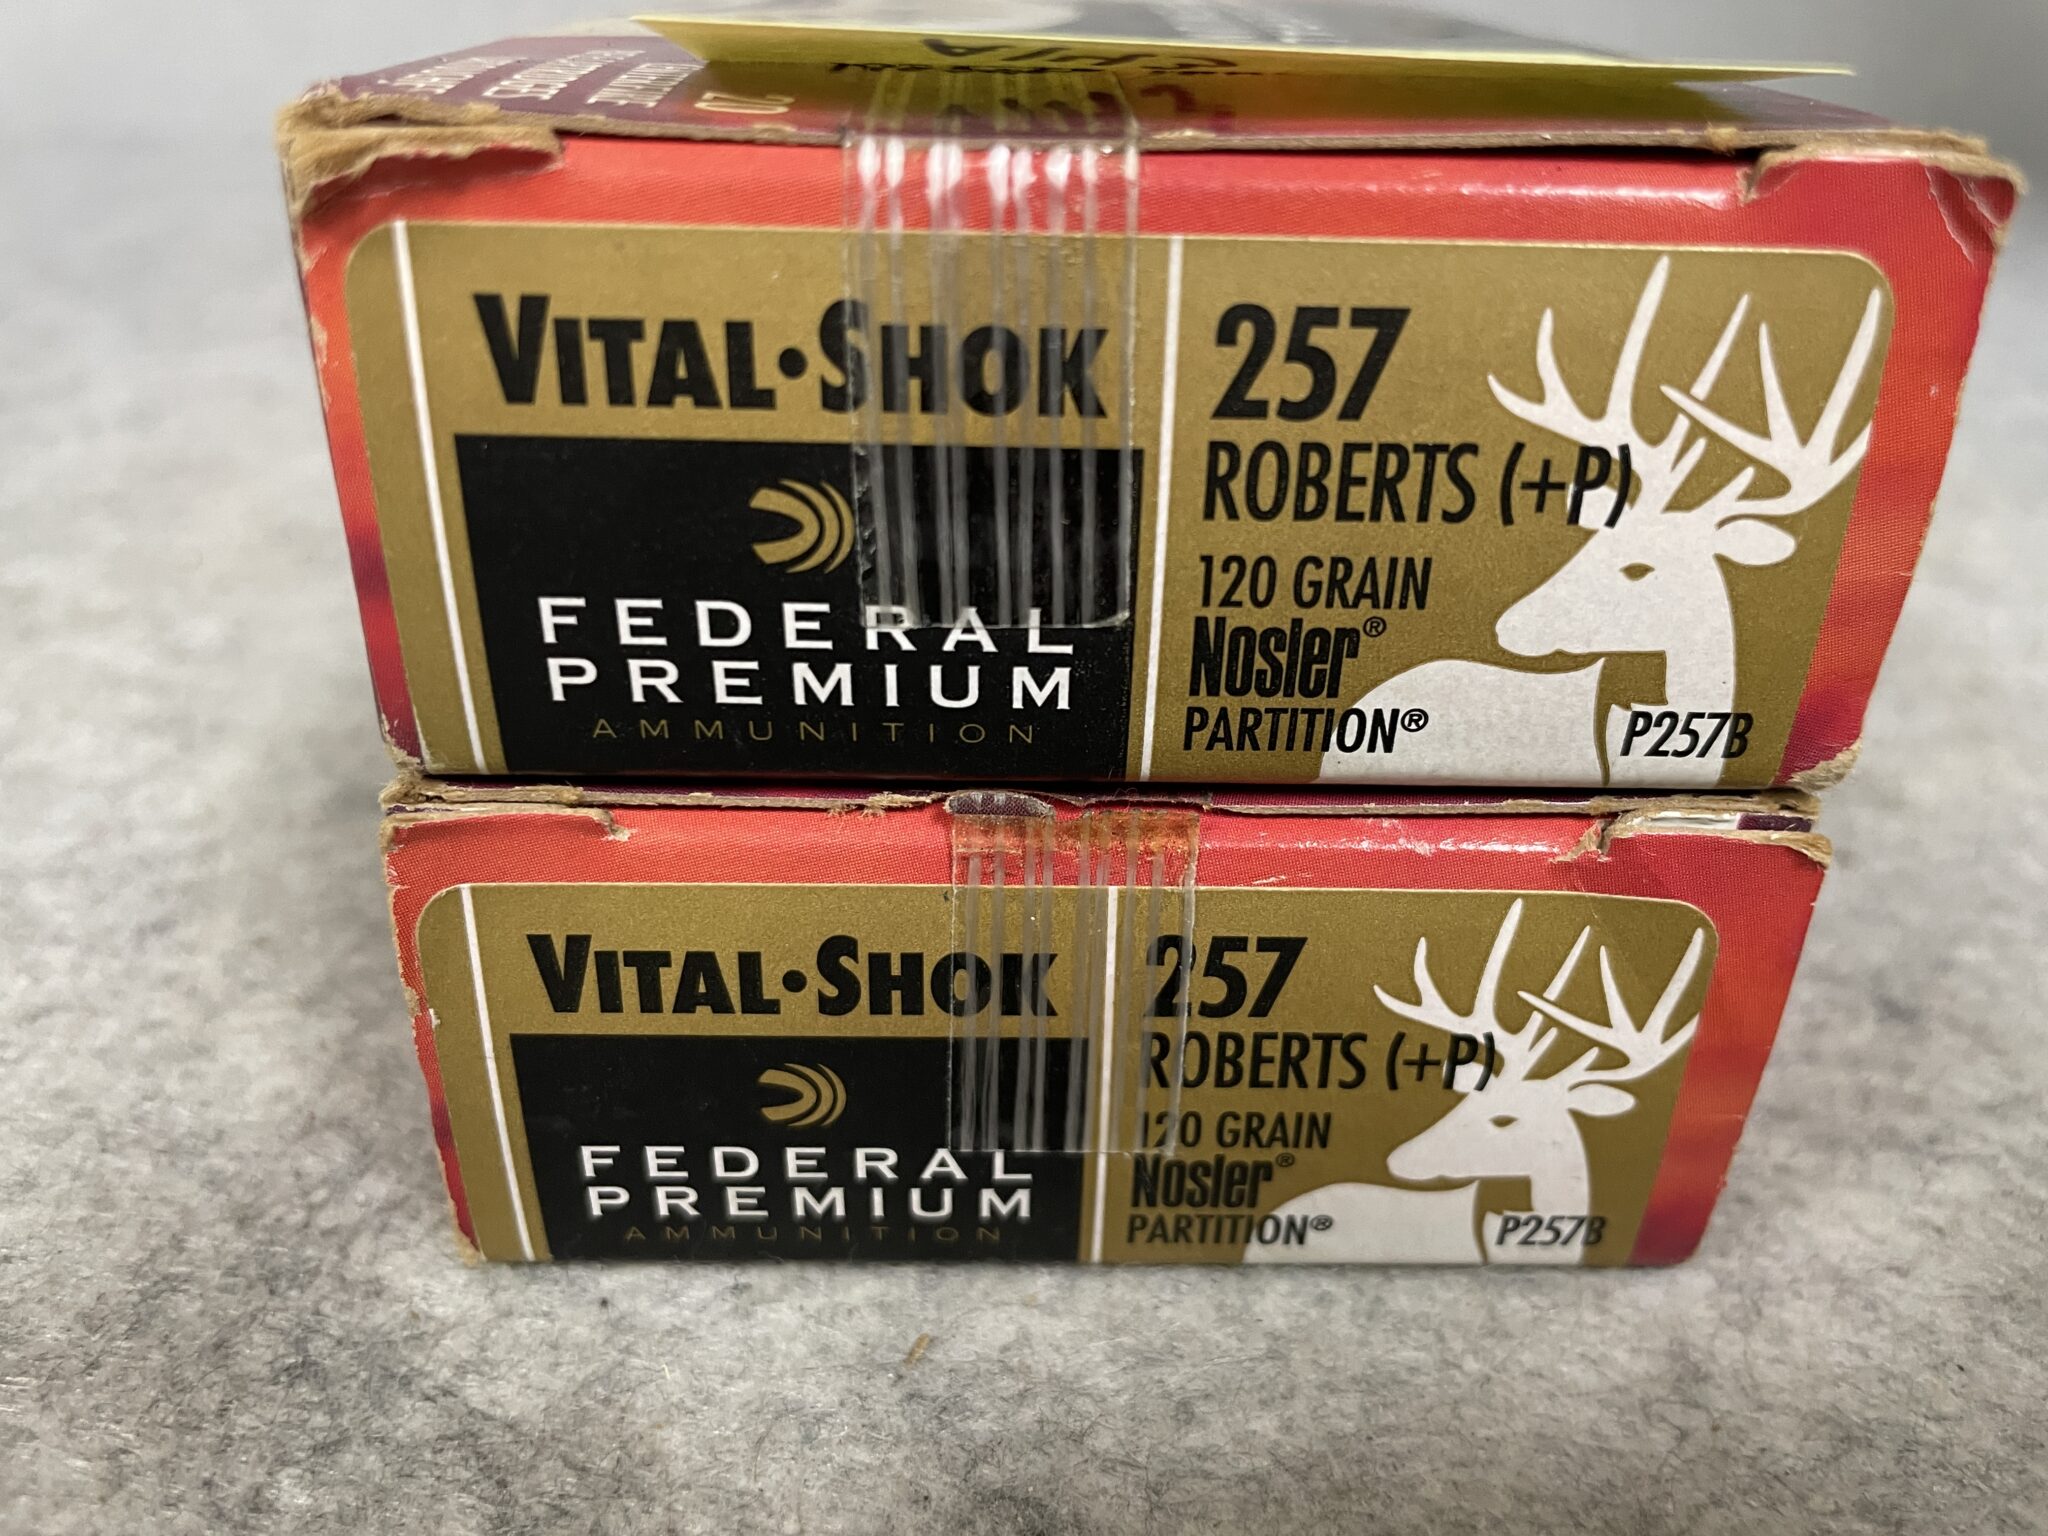 20
VITAL•SHOK
FEDERAL
PREMIUM
AMMUNITION
257
ROBERTS (+P)
120 GRAIN
Nosler®
PARTITION®
P257B
VITAL•SHOK
FEDERAL
PREMIUM
AMMUNITION
257
ROBERTS (+P)
120 GRAIN
Nosler®
PARTITION®
P257B